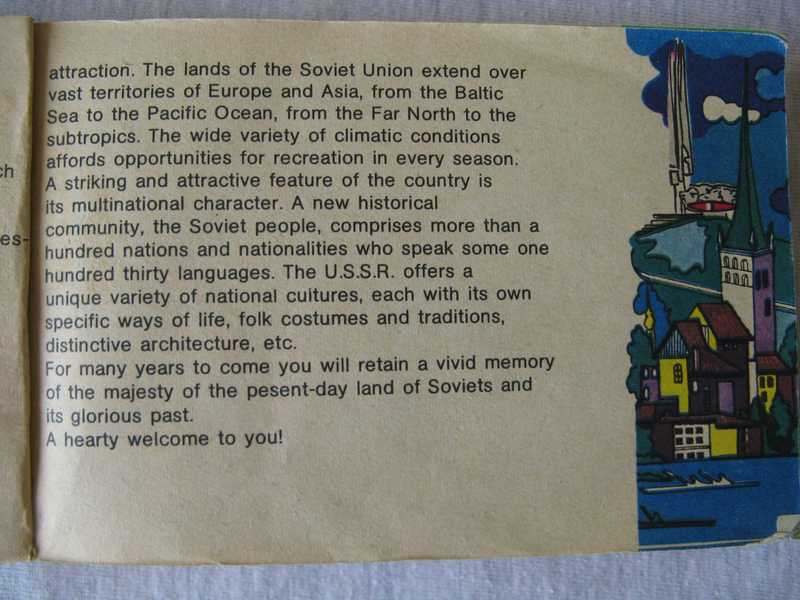 ch
es-
attraction. The lands of the Soviet Union extend over
vast territories of Europe and Asia, from the Baltic
Sea to the Pacific Ocean, from the Far North to the
subtropics. The wide variety of climatic conditions
affords opportunities for recreation in every season.
A striking and attractive feature of the country is
its multinational character. A new historical
community, the Soviet people, comprises more than a
hundred nations and nationalities who speak some one
hundred thirty languages. The U.S.S.R. offers a
unique variety of national cultures, each with its own
specific ways of life, folk costumes and traditions,
distinctive architecture, etc.
For many years to come you will retain a vivid memory
of the majesty of the pesent-day land of Soviets and
its glorious past.
A hearty welcome to you!